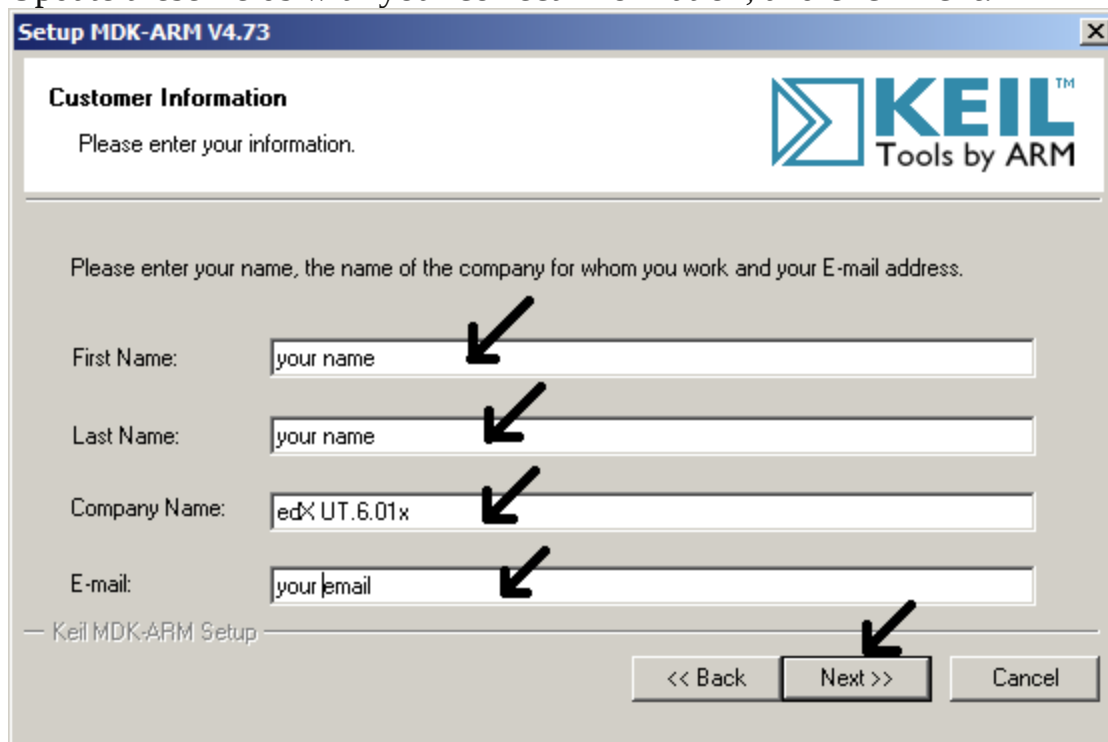 Setup MDK-ARM V4.73
Customer Information
Please enter your information.
KEIL™
Tools by ARM
Please enter your name, the name of the company for whom you work and your E-mail address.
First Name: your name
Last Name: your name
Company Name: edX UT.6.01x
E-mail: your email
Keil MDK-ARM Setup
<< Back Next >> Cancel